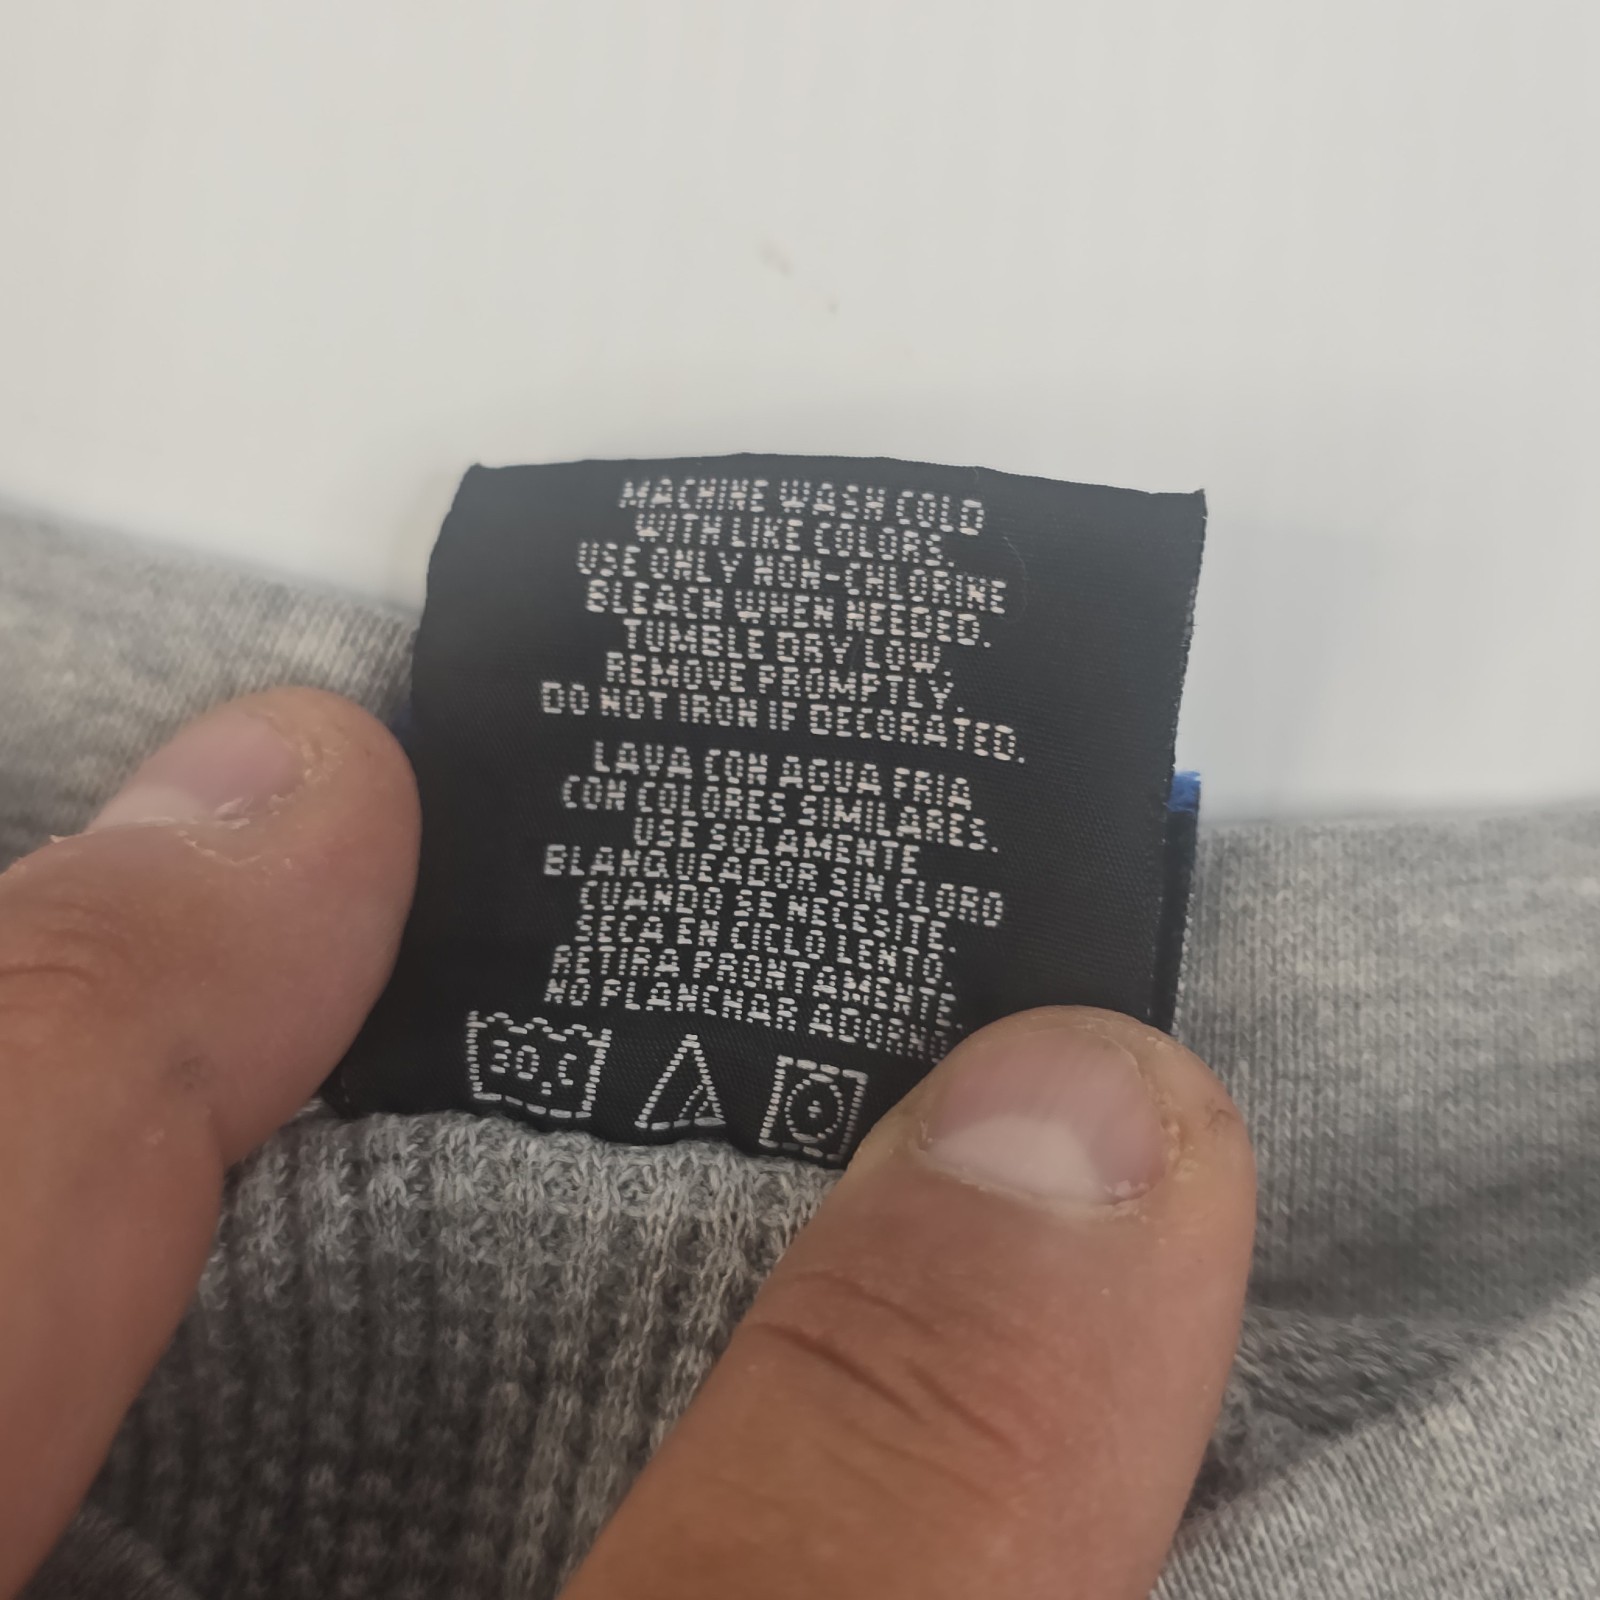 MACHINE WASH COLD
WITH LIKE COLORS.
USE ONLY NON-CHLORINE
BLEACH WHEN NEEDED.
TUMBLE DRY LOW.
REMOVE PROMPTLY.
DO NOT IRON IF DECORATED.
LAVA CON AGUA FRIA
CON COLORES SIMILARES.
USE SOLAMENTE
BLANQUEADOR SIN CLORO
CUANDO SE NECESITE.
SECA EN CICLO LENTO.
RETIRA PRONTAMENTE.
NO PLANCHAR
30°C